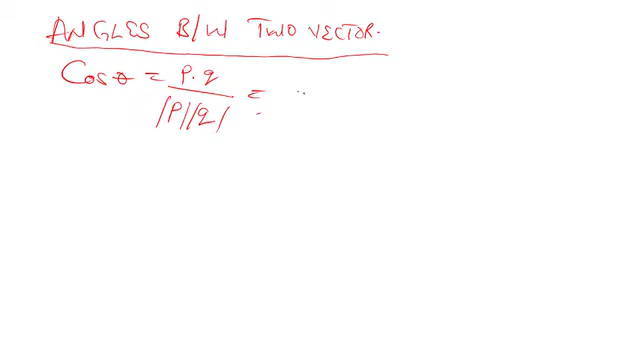 ANGLES B/W TWO VECTOR.
Cos θ = P.q / |P||q| =